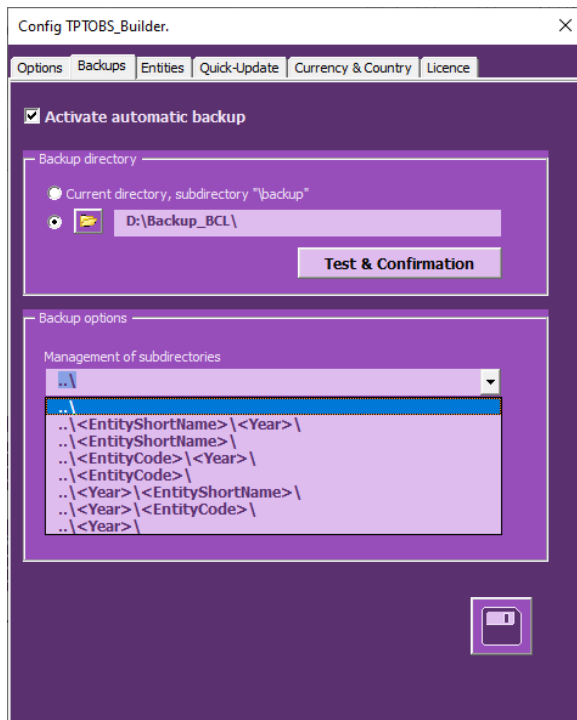 Config TPTOBS_Builder.
Options Backups Entities Quick-Update Currency & Country Licence
Activate automatic backup
Backup directory
Current directory, subdirectory "\backup"
D:\Backup_BCL\
Test & Confirmation
Backup options
Management of subdirectories
..\
..\
..\<EntityShortName>\<Year>\
..\<EntityShortName>\
..\<EntityCode>\<Year>\
..\<EntityCode>\
..\<Year>\<EntityShortName>\
..\<Year>\<EntityCode>\
..\<Year>\